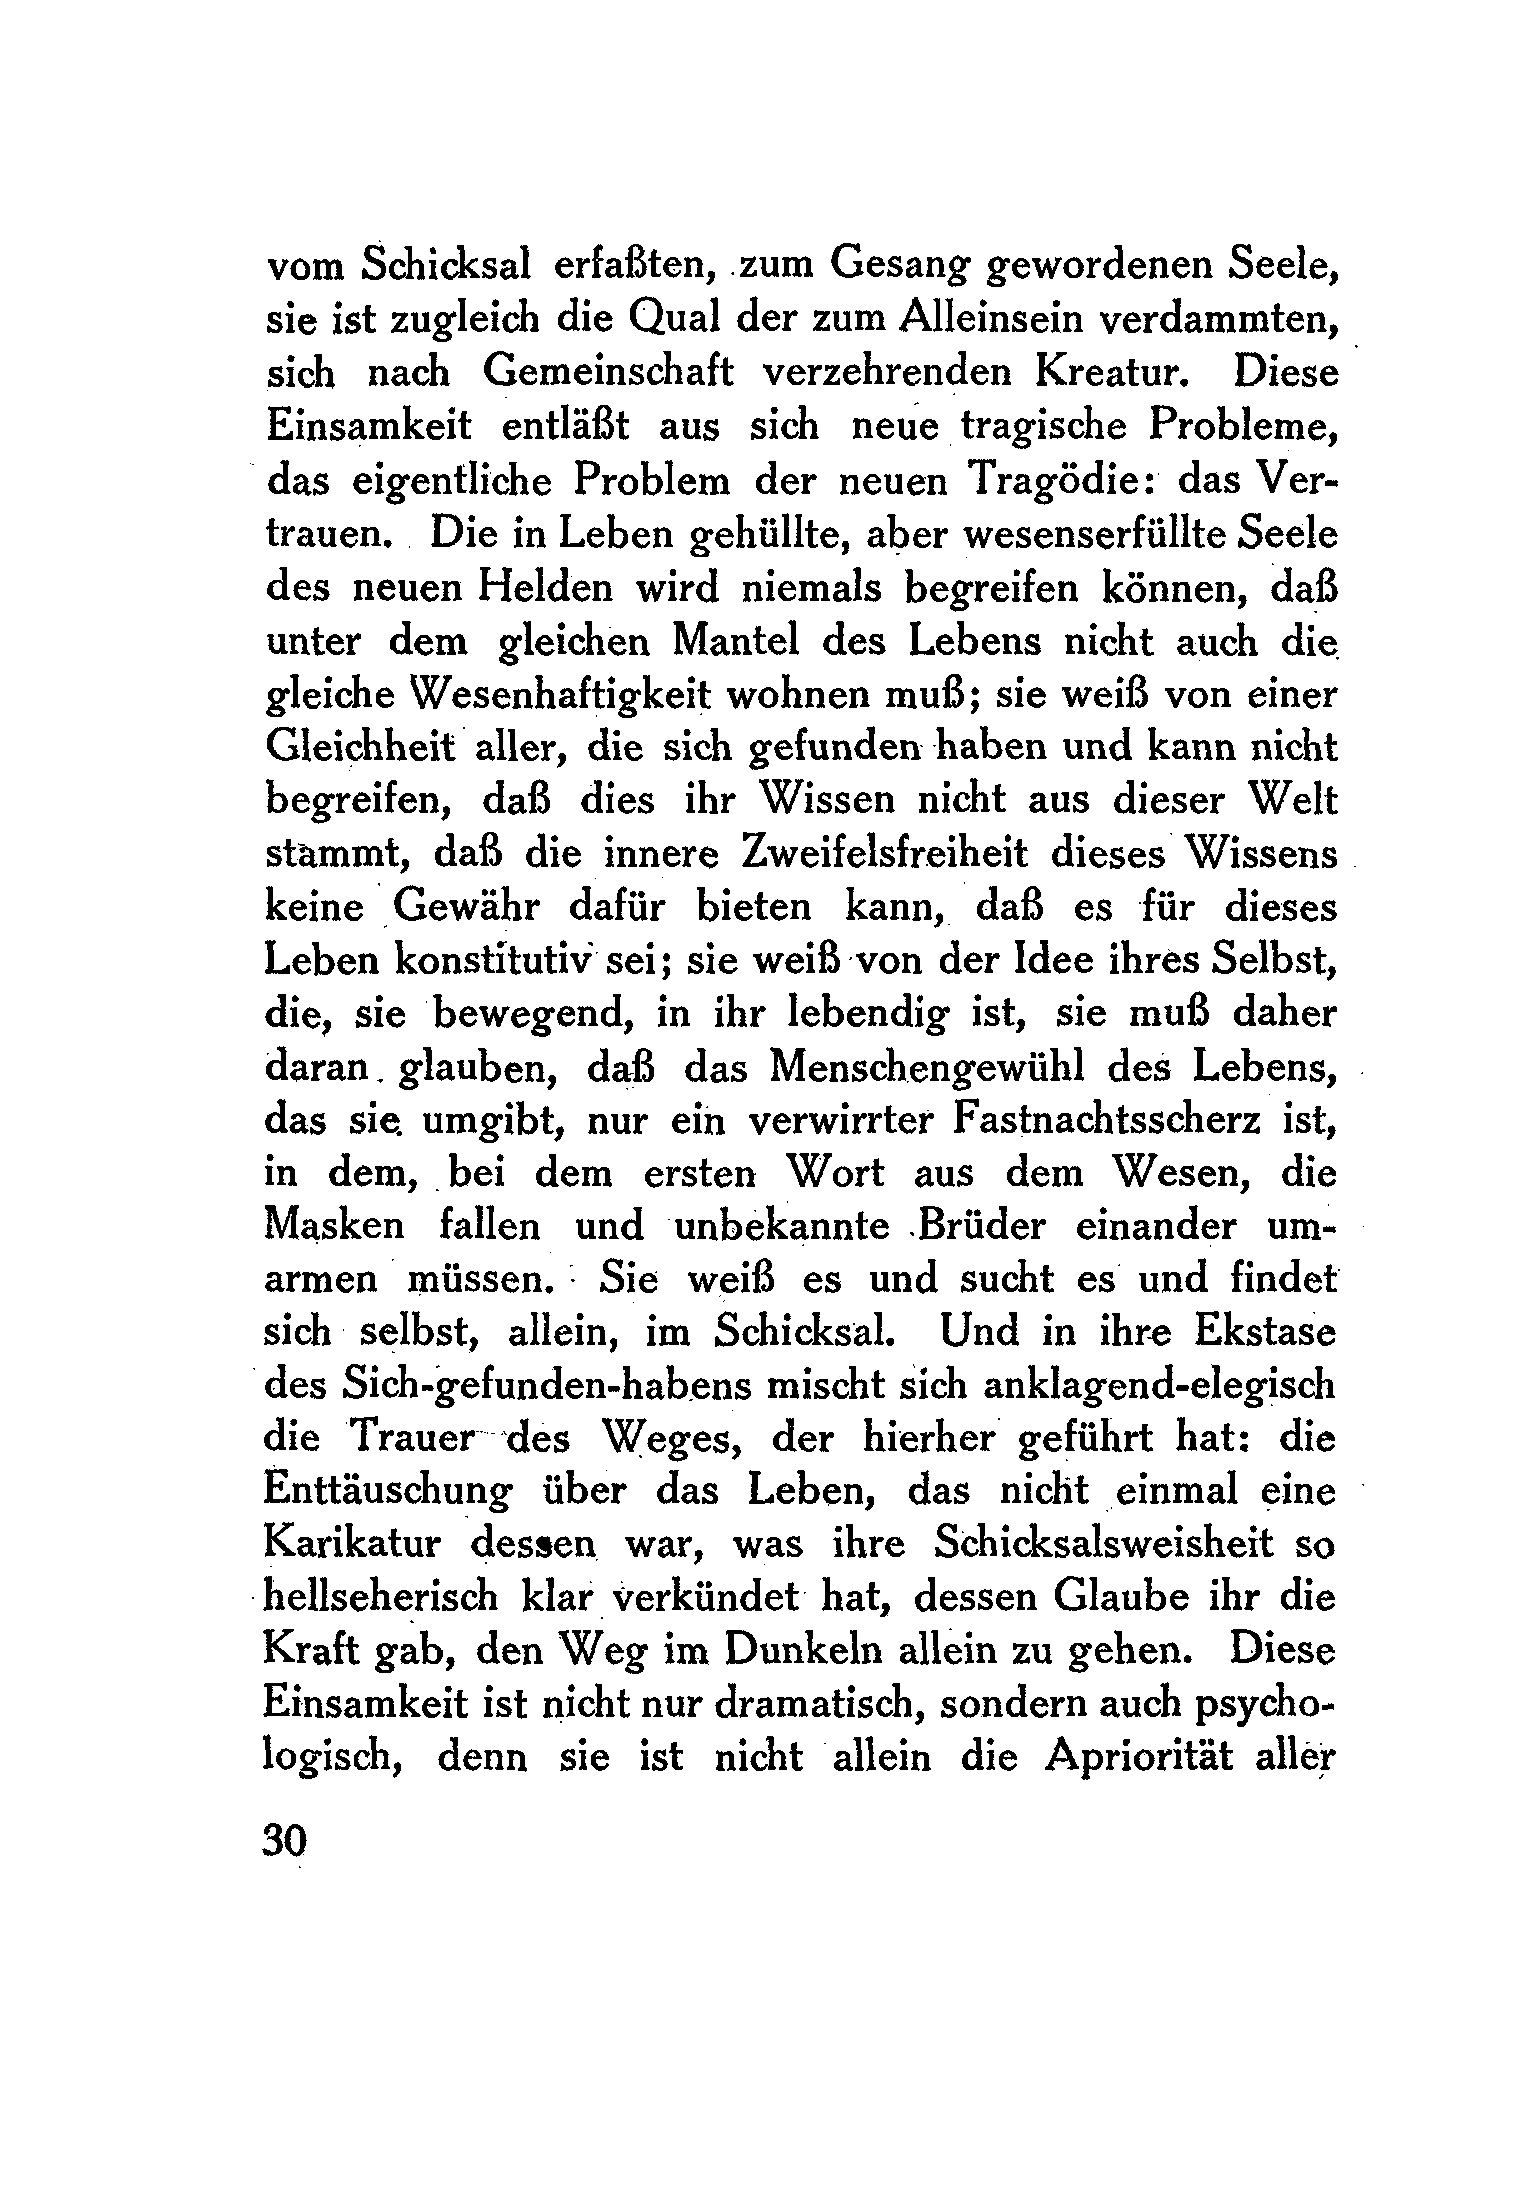 vom Schicksal erfaßten, zum Gesang gewordenen Seele,
sie ist zugleich die Qual der zum Alleinsein verdammten,
sich nach Gemeinschaft verzehrenden Kreatur. Diese
Einsamkeit entläßt aus sich neue tragische Probleme,
das eigentliche Problem der neuen Tragödie: das Ver-
trauen. Die in Leben gehüllte, aber wesenserfüllte Seele
des neuen Helden wird niemals begreifen können, daß
unter dem gleichen Mantel des Lebens nicht auch die
gleiche Wesenhaftigkeit wohnen muß; sie weiß von einer
Gleichheit aller, die sich gefunden haben und kann nicht
begreifen, daß dies ihr Wissen nicht aus dieser Welt
stammt, daß die innere Zweifelsfreiheit dieses Wissens
keine Gewähr dafür bieten kann, daß es für dieses
Leben konstitutiv sei; sie weiß von der Idee ihres Selbst,
die, sie bewegend, in ihr lebendig ist, sie muß daher
daran glauben, daß das Menschengewühl des Lebens,
das sie umgibt, nur ein verwirrter Fastnachtsscherz ist,
in dem, bei dem ersten Wort aus dem Wesen, die
Masken fallen und unbekannte Brüder einander um-
armen müssen. Sie weiß es und sucht es und findet
sich selbst, allein, im Schicksal. Und in ihre Ekstase
des Sich-gefunden-habens mischt sich anklagend-elegisch
die Trauer des Weges, der hierher geführt hat: die
Enttäuschung über das Leben, das nicht einmal eine
Karikatur dessen war, was ihre Schicksalsweisheit so
hellseherisch klar verkündet hat, dessen Glaube ihr die
Kraft gab, den Weg im Dunkeln allein zu gehen. Diese
Einsamkeit ist nicht nur dramatisch, sondern auch psycho-
logisch, denn sie ist nicht allein die Apriorität aller
30